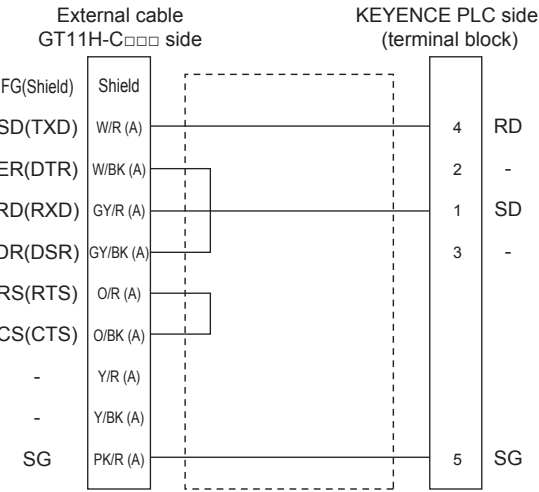 External cable
GT11H-C□□□ side
KEYENCE PLC side
(terminal block)
FG(Shield) Shield
SD(TXD) W/R (A) 4 RD
ER(DTR) W/BK (A) 2 -
RD(RXD) GY/R (A) 1 SD
DR(DSR) GY/BK (A) 3 -
RS(RTS) O/R (A)
CS(CTS) O/BK (A)
- Y/R (A)
- Y/BK (A)
SG PK/R (A) 5 SG